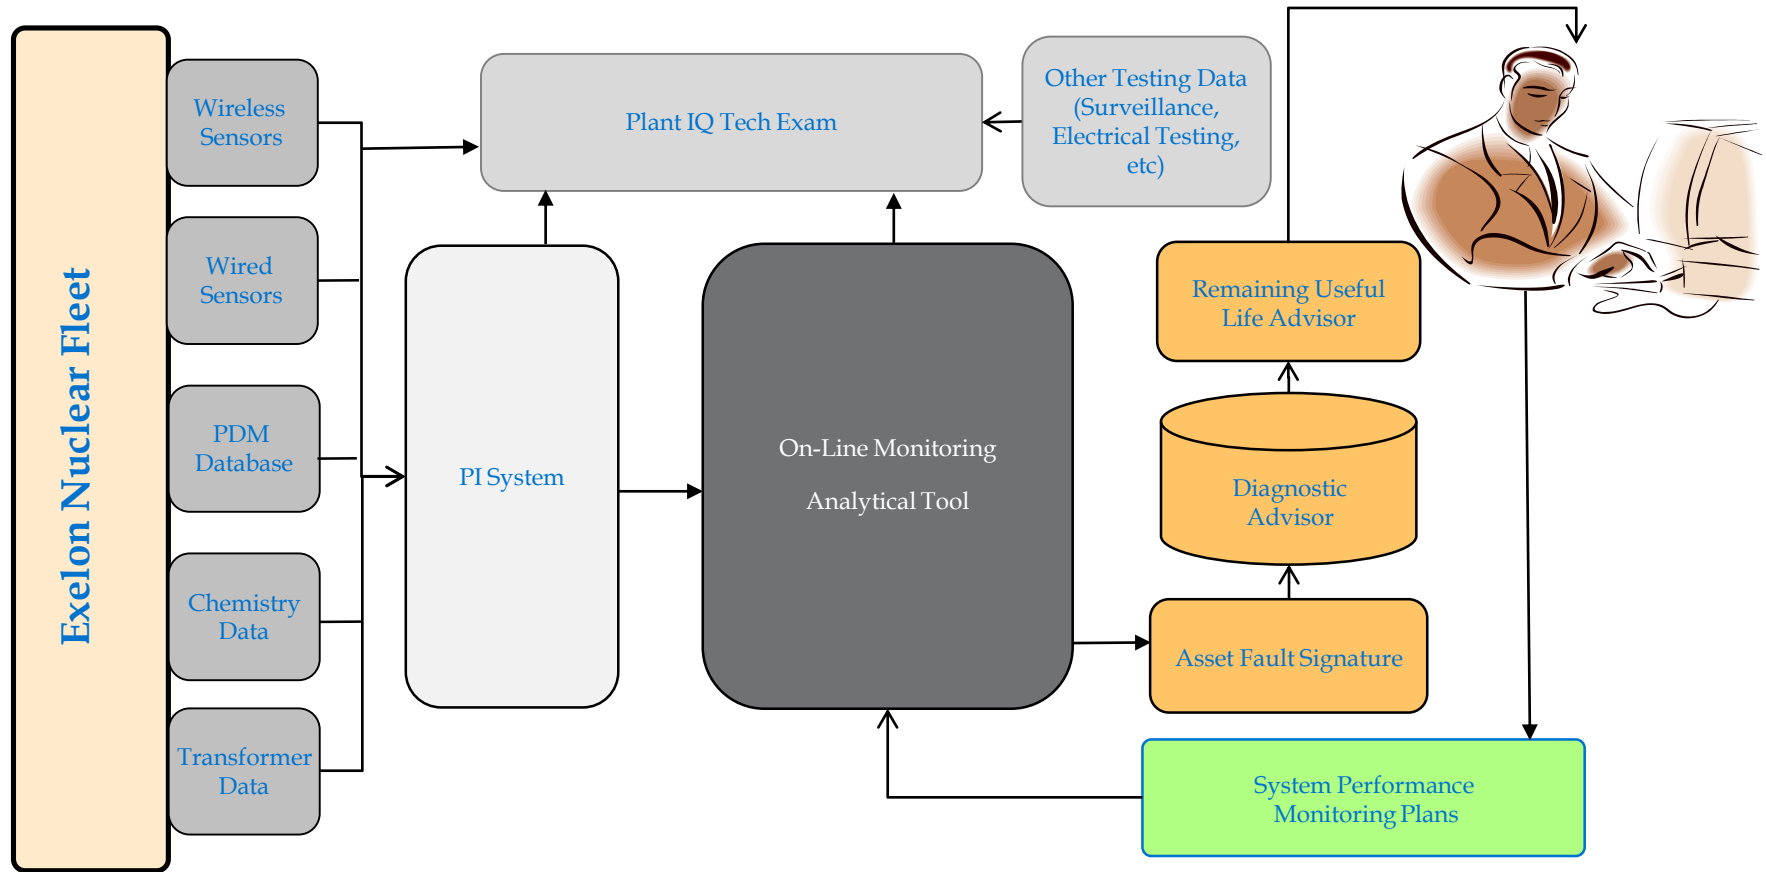 Exelon Nuclear Fleet
Wireless
Sensors
Wired
Sensors
PDM
Database
Chemistry
Data
Transformer
Data
PI System
Plant IQ Tech Exam
Other Testing Data
(Surveillance,
Electrical Testing,
etc)
On-Line Monitoring
Analytical Tool
Remaining Useful
Life Advisor
Diagnostic
Advisor
Asset Fault Signature
System Performance
Monitoring Plans